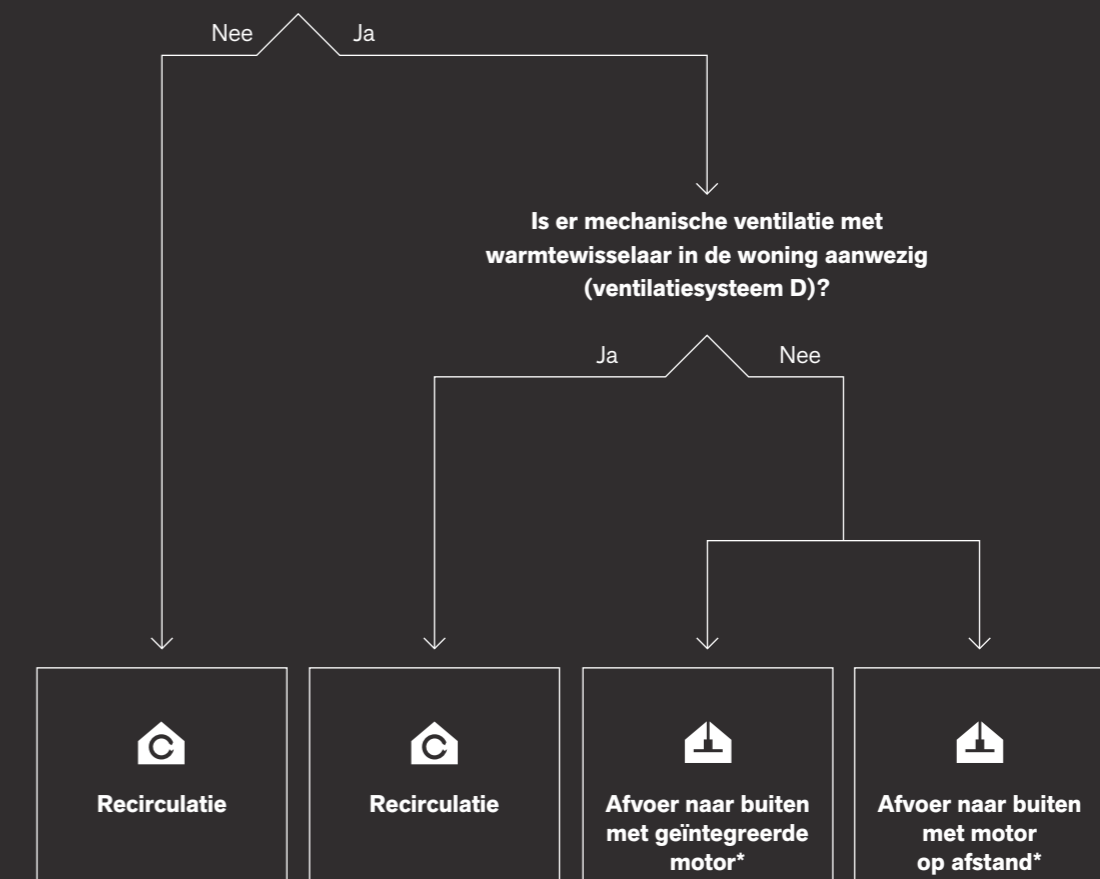 Nee
Ja
Is er mechanische ventilatie met
warmtewisselaar in de woning aanwezig
(ventilatiesysteem D)?
Ja
Nee
Recirculatie
Recirculatie
Afvoer naar buiten
met geïntegreerde
motor*
Afvoer naar buiten
met motor
op afstand*